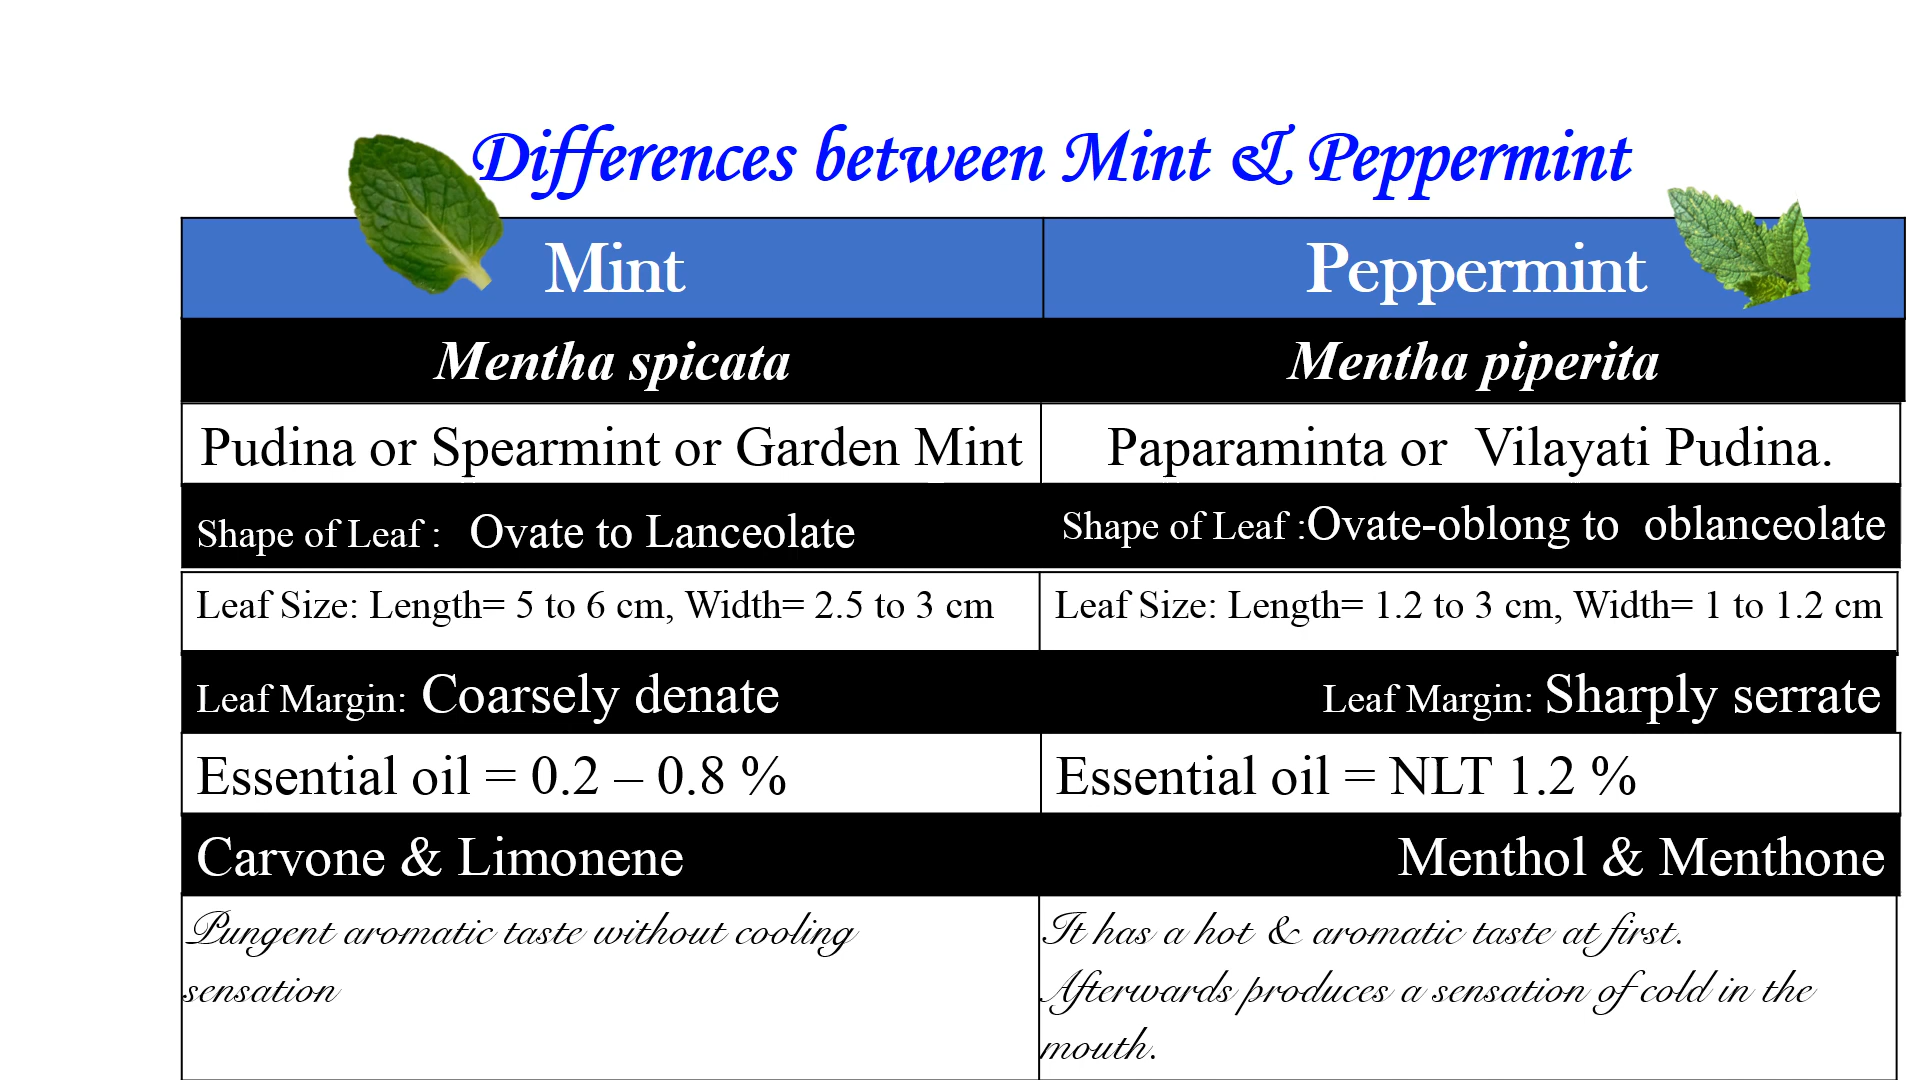 Differences between Mint & Peppermint
Mint
Peppermint
Mentha spicata
Mentha piperita
Pudina or Spearmint or Garden Mint
Paparaminta or Vilayati Pudina.
Shape of Leaf : Ovate to Lanceolate
Shape of Leaf :Ovate-oblong to oblanceolate
Leaf Size: Length= 5 to 6 cm, Width= 2.5 to 3 cm
Leaf Size: Length= 1.2 to 3 cm, Width= 1 to 1.2 cm
Leaf Margin: Coarsely denate
Leaf Margin: Sharply serrate
Essential oil = 0.2 – 0.8 %
Essential oil = NLT 1.2 %
Carvone & Limonene
Menthol & Menthone
Pungent aromatic taste without cooling
sensation
It has a hot & aromatic taste at first.
Afterwards produces a sensation of cold in the
mouth.